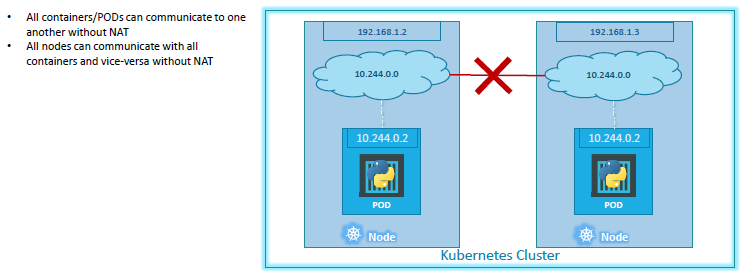 All containers/PODs can communicate to one
another without NAT
All nodes can communicate with all
containers and vice-versa without NAT
192.168.1.2
192.168.1.3
10.244.0.0
10.244.0.0
10.244.0.2
10.244.0.2
POD
POD
Node
Node
Kubernetes Cluster